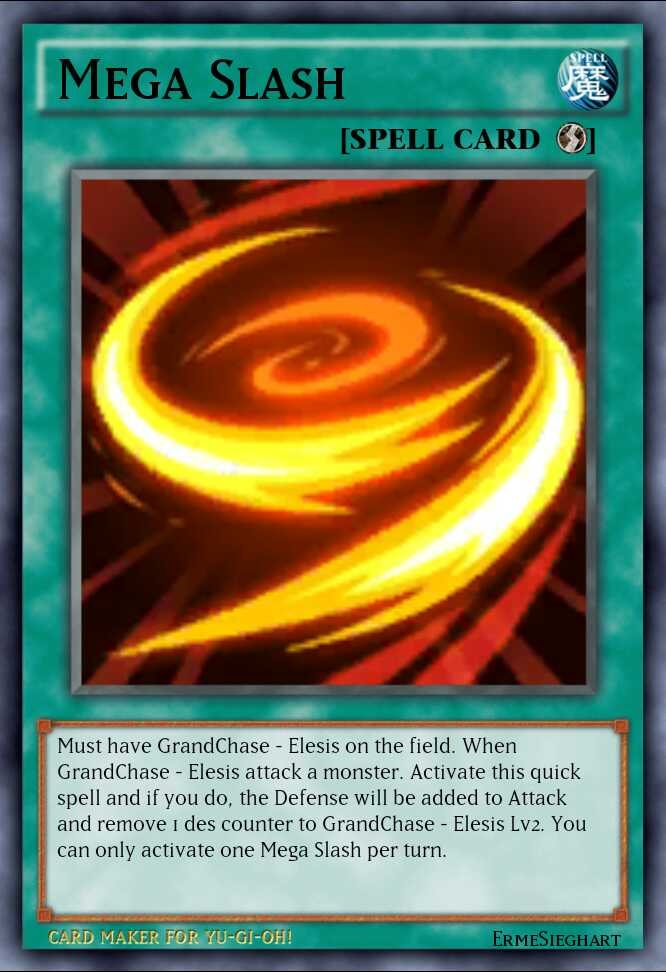 Mega Slash
SPELL
魔
[SPELL CARD ]
Must have GrandChase - Elesis on the field. When
GrandChase - Elesis attack a monster. Activate this quick
spell and if you do, the Defense will be added to Attack
and remove 1 des counter to GrandChase - Elesis Lv2. You
can only activate one Mega Slash per turn.
CARD MAKER FOR YU-GI-OH!
ErmeSieghart